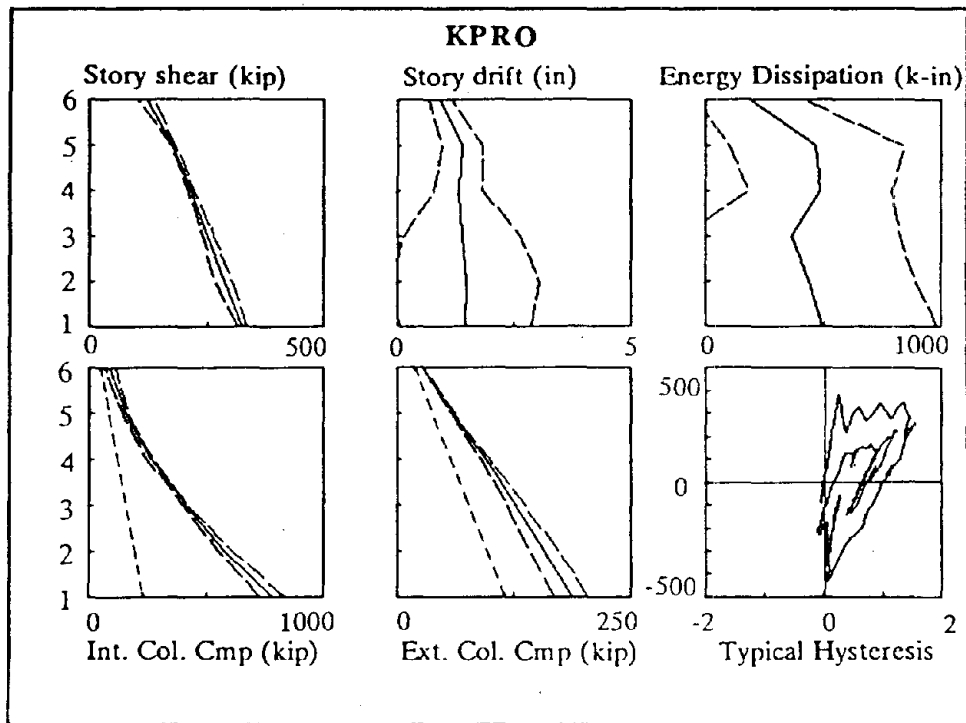 KPRO
Story shear (kip)
Story drift (in)
Energy Dissipation (k-in)
6
5
4
3
2
1
0 500
0 5
0 1000
6
5
4
3
2
1
0 1000
Int. Col. Cmp (kip)
0 250
Ext. Col. Cmp (kip)
500
0
-500
-2 0 2
Typical Hysteresis